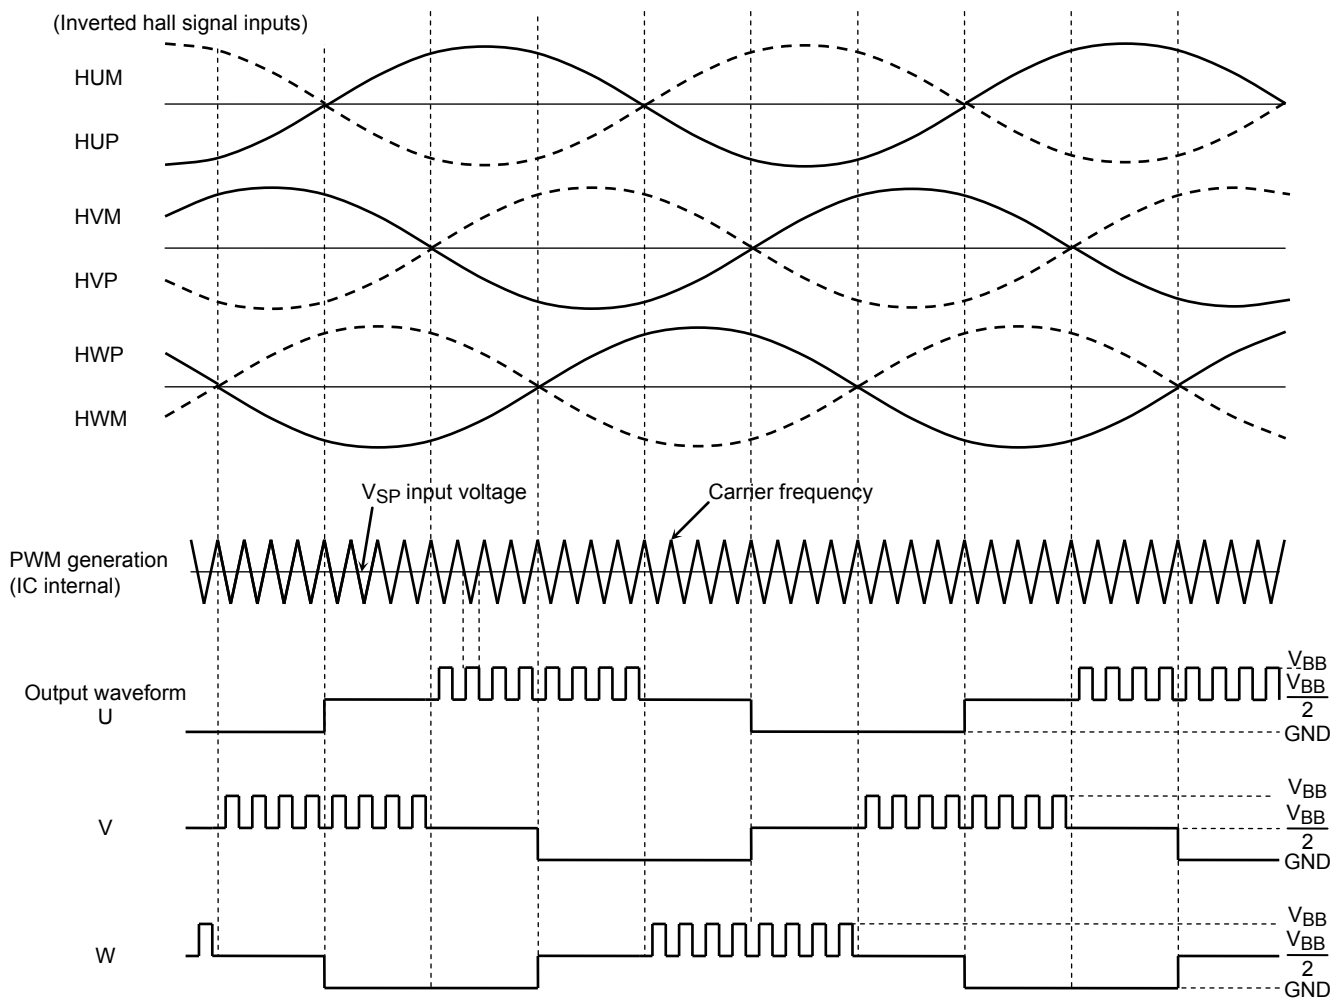 (Inverted hall signal inputs)
HUM
HUP
HVM
HVP
HWP
HWM
VSP input voltage
Carrier frequency
PWM generation
(IC internal)
Output waveform
U
VBB
VBB
2
GND
V
VBB
VBB
2
GND
W
VBB
VBB
2
GND